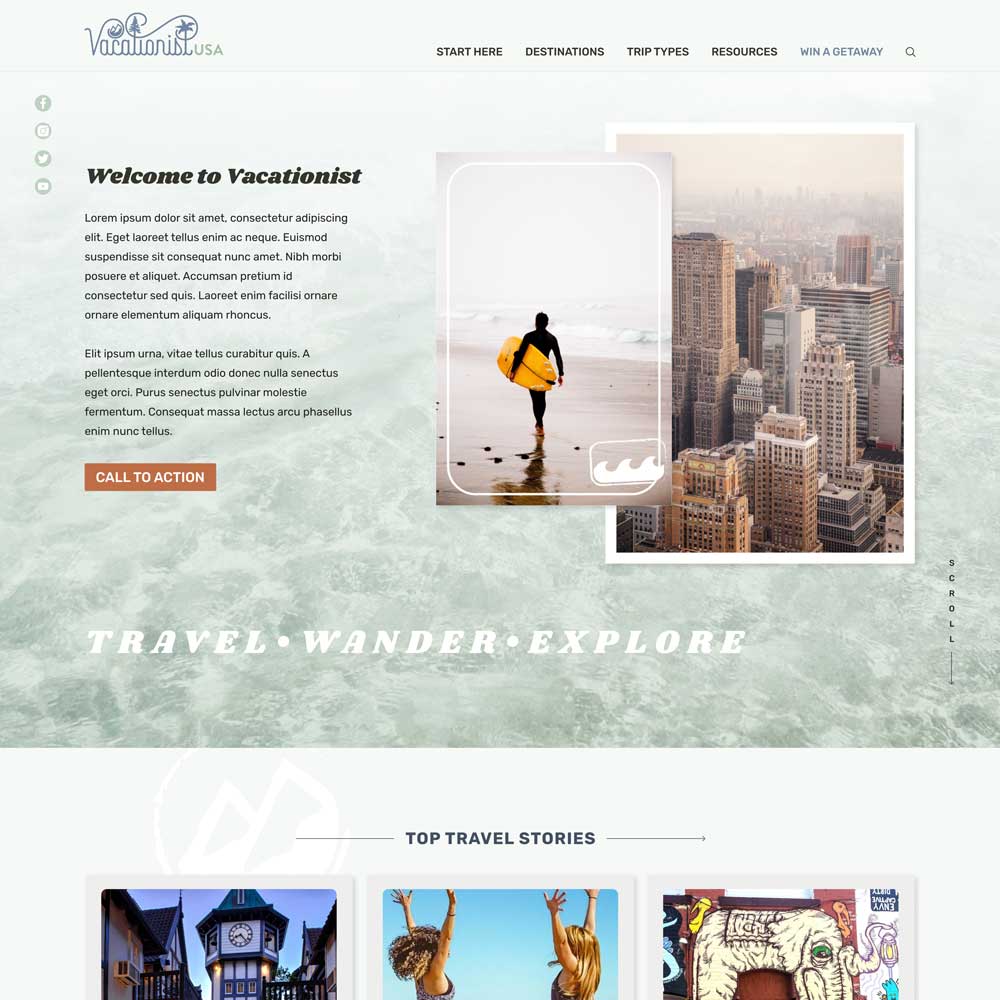 Vacationist USA
START HERE DESTINATIONS TRIP TYPES RESOURCES WIN A GETAWAY
Welcome to Vacationist
Lorem ipsum dolor sit amet, consectetur adipiscing
elit. Eget laoreet tellus enim ac neque. Euismod
suspendisse sit consequat nunc amet. Nibh morbi
posuere et aliquet. Accumsan pretium id
consectetur sed quis. Laoreet enim facilisi ornare
ornare elementum aliquam rhoncus.
Elit ipsum urna, vitae tellus curabitur quis. A
pellentesque interdum odio donec nulla senectus
eget orci. Purus senectus pulvinar molestie
fermentum. Consequat massa lectus arcu phasellus
enim nunc tellus.
CALL TO ACTION
SCROLL
TRAVEL•WANDER•EXPLORE
TOP TRAVEL STORIES
DIRTY
CAPTIVE
ENVY